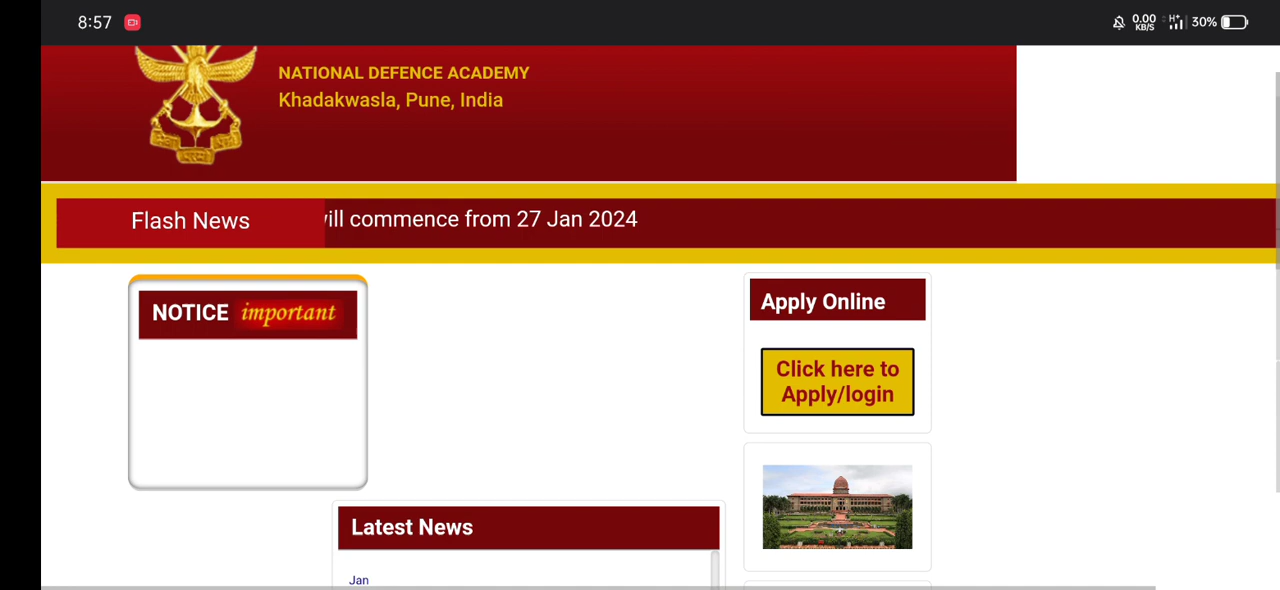 8:57
0.00
KB/S
H+
30%
NATIONAL DEFENCE ACADEMY
Khadakwasla, Pune, India
Flash News
ill commence from 27 Jan 2024
NOTICE important
Apply Online
Click here to
Apply/login
Latest News
Jan